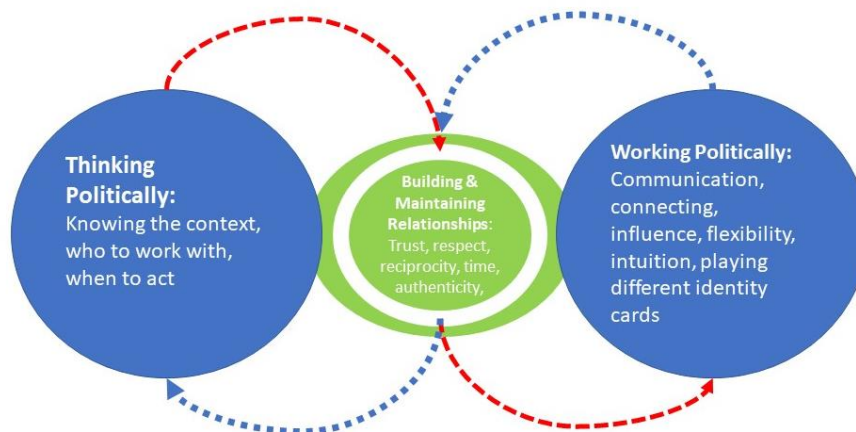 Thinking
Politically:
Knowing the context,
who to work with,
when to act
Building &
Maintaining
Relationships:
Trust, respect,
reciprocity, time,
authenticity,
Working Politically:
Communication,
connecting,
influence, flexibility,
intuition, playing
different identity
cards